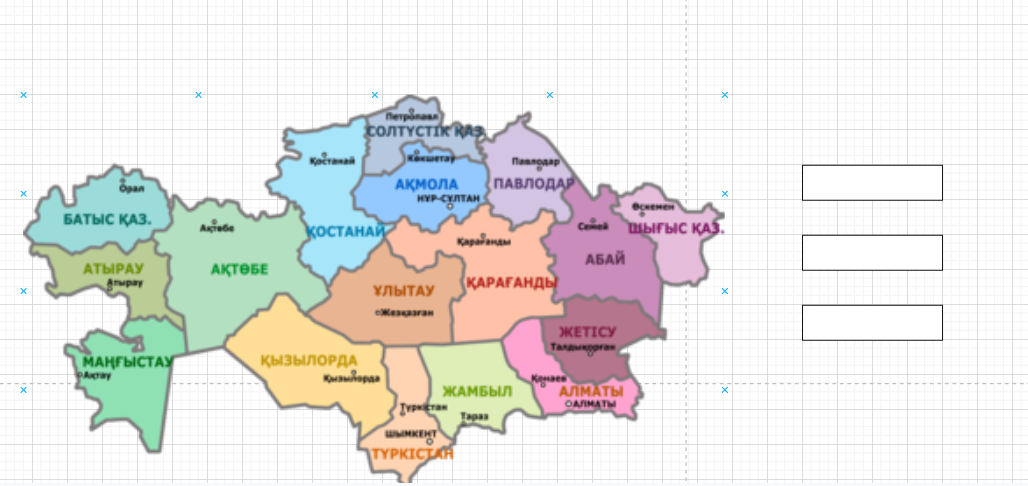 Петропавл
СОЛТҮСТІК ҚАЗ.
Қостанай
Көкшетау
Павлодар
АҚМОЛА
ПАВЛОДАР
НҰР-СҰЛТАН
Орал
БАТЫС ҚАЗ.
Өскемен
Ақтөбе
Семей
ШЫҒЫС ҚАЗ.
ҚОСТАНАЙ
Қарағанды
АБАЙ
АТЫРАУ
АҚТӨБЕ
Атырау
ҚАРАҒАНДЫ
ҰЛЫТАУ
Жезқазған
ЖЕТІСУ
Талдықорған
МАҢҒЫСТАУ
ҚЫЗЫЛОРДА
Ақтау
Қызылорда
Қонаев
ЖАМБЫЛ
АЛМАТЫ
АЛМАТЫ
Түркістан
Тараз
ШЫМКЕНТ
ТҮРКІСТАН